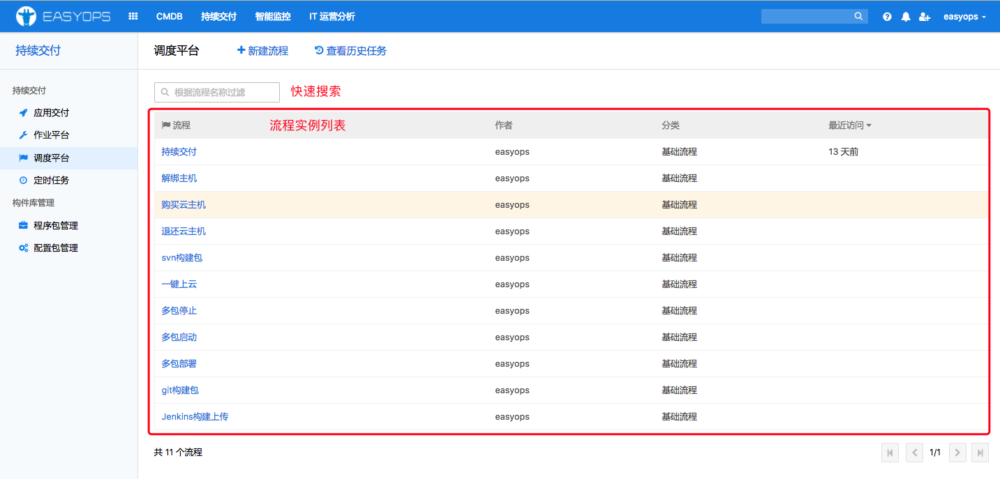 EASYOPS CMDB 持续交付 智能监控 IT 运营分析 easyops
持续交付
调度平台 新建流程 查看历史任务
持续交付
应用交付
作业平台
调度平台
定时任务
构件库管理
程序包管理
配置包管理
根据流程名称过滤 快速搜索
流程 流程实例列表 作者 分类 最近访问
持续交付 easyops 基础流程 13 天前
解绑主机 easyops 基础流程
购买云主机 easyops 基础流程
退还云主机 easyops 基础流程
svn构建包 easyops 基础流程
一键上云 easyops 基础流程
多包停止 easyops 基础流程
多包启动 easyops 基础流程
多包部署 easyops 基础流程
git构建包 easyops 基础流程
Jenkins构建上传 easyops 基础流程
共 11 个流程 1/1